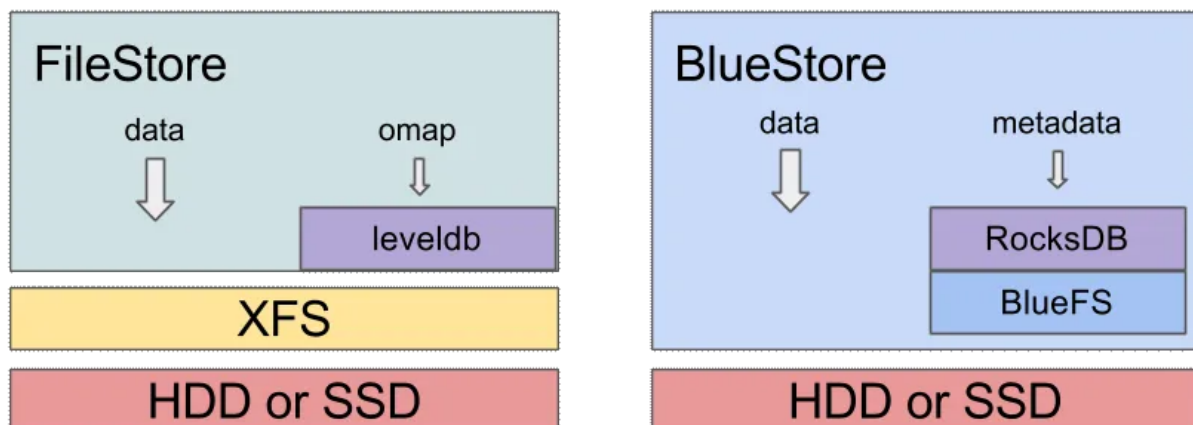 FileStore
data
omap
leveldb
XFS
HDD or SSD
BlueStore
data
metadata
RocksDB
BlueFS
HDD or SSD